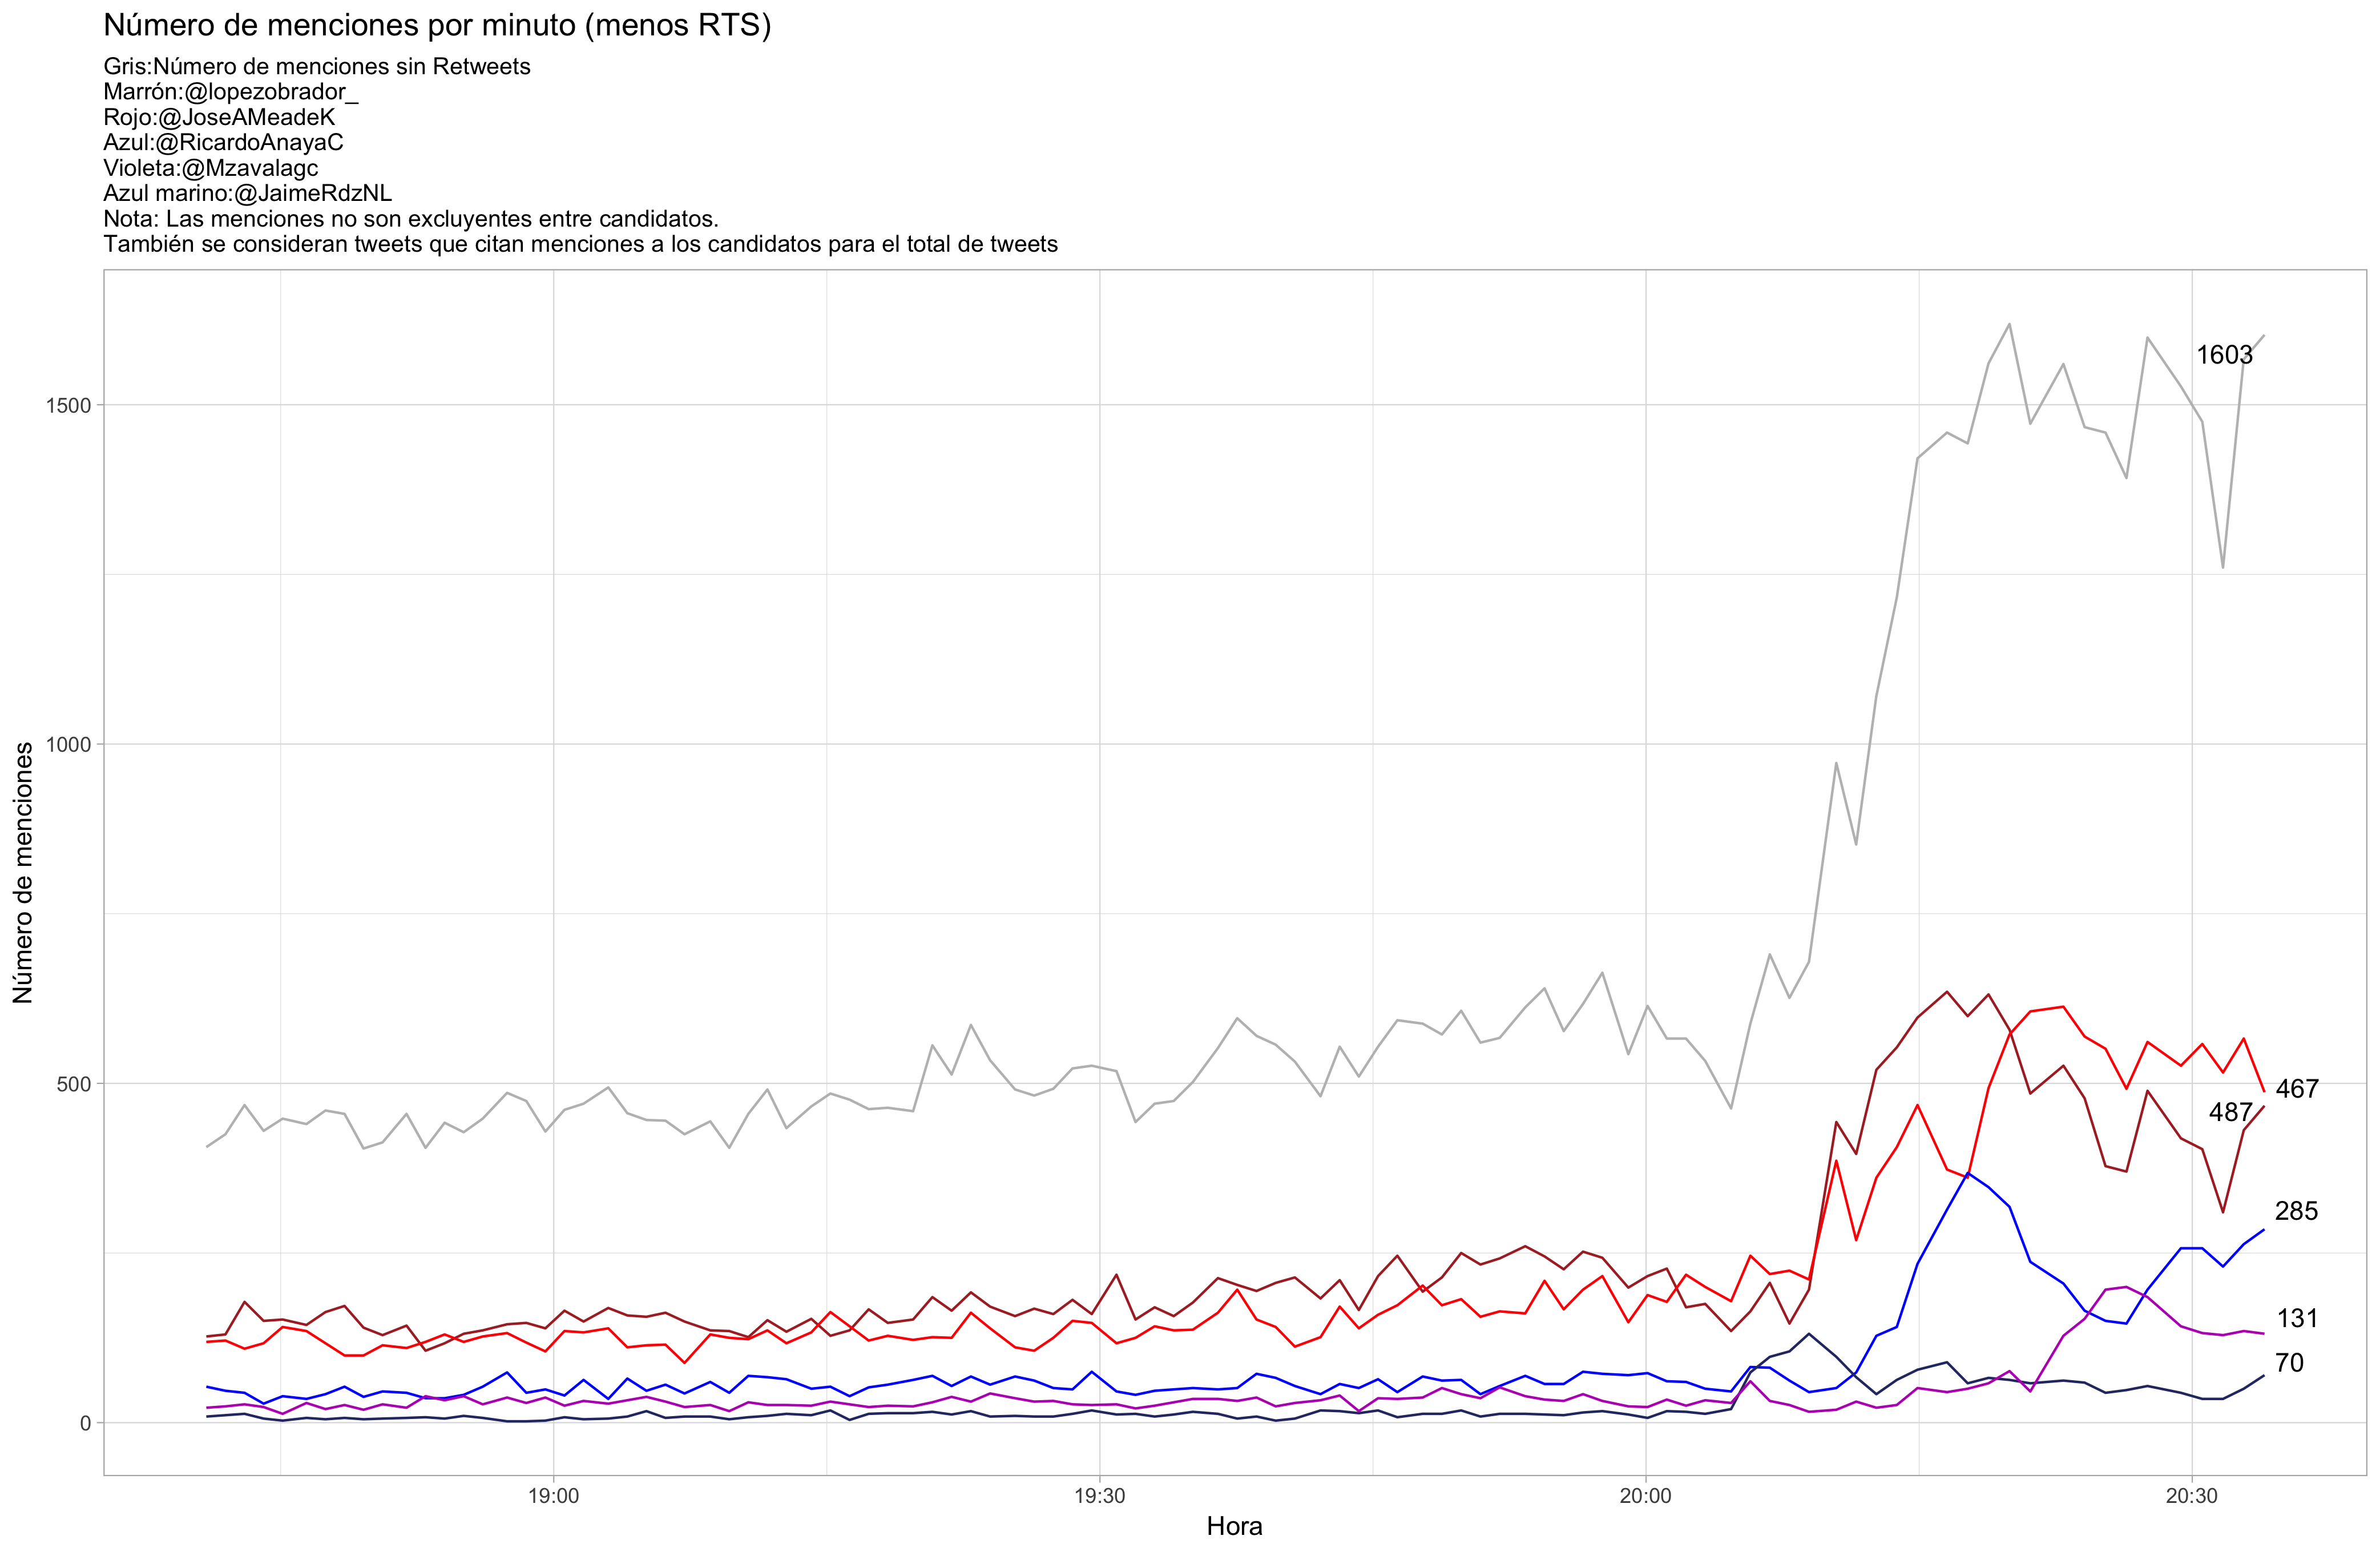 Número de menciones por minuto (menos RTS)
Gris:Número de menciones sin Retweets
Marrón:@lopezobrador_
Rojo:@JoseAMeadeK
Azul:@RicardoAnayaC
Violeta:@Mzavalagc
Azul marino:@JaimeRdzNL
Nota: Las menciones no son excluyentes entre candidatos.
También se consideran tweets que citan menciones a los candidatos para el total de tweets
1603
1500
1000
Número de menciones
500
467
487
285
131
70
0
19:00
19:30
20:00
20:30
Hora